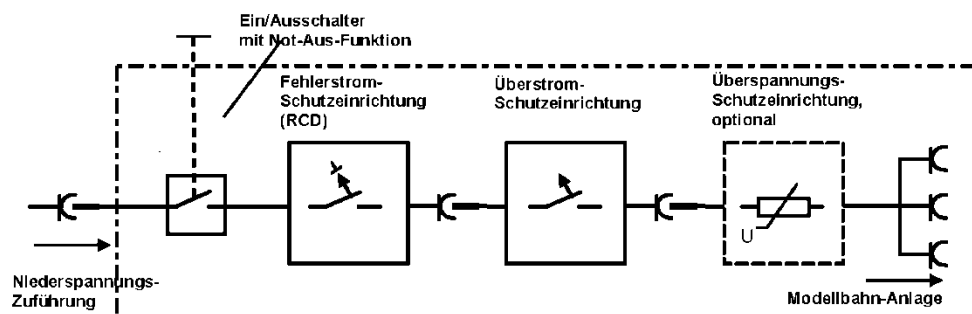 Ein/Ausschalter
mit Not-Aus-Funktion
Fehlerstrom-
Schutzeinrichtung
(RCD)
Überstrom-
Schutzeinrichtung
Überspannungs-
Schutzeinrichtung,
optional
U
Niederspannungs-
Zuführung
Modellbahn-Anlage